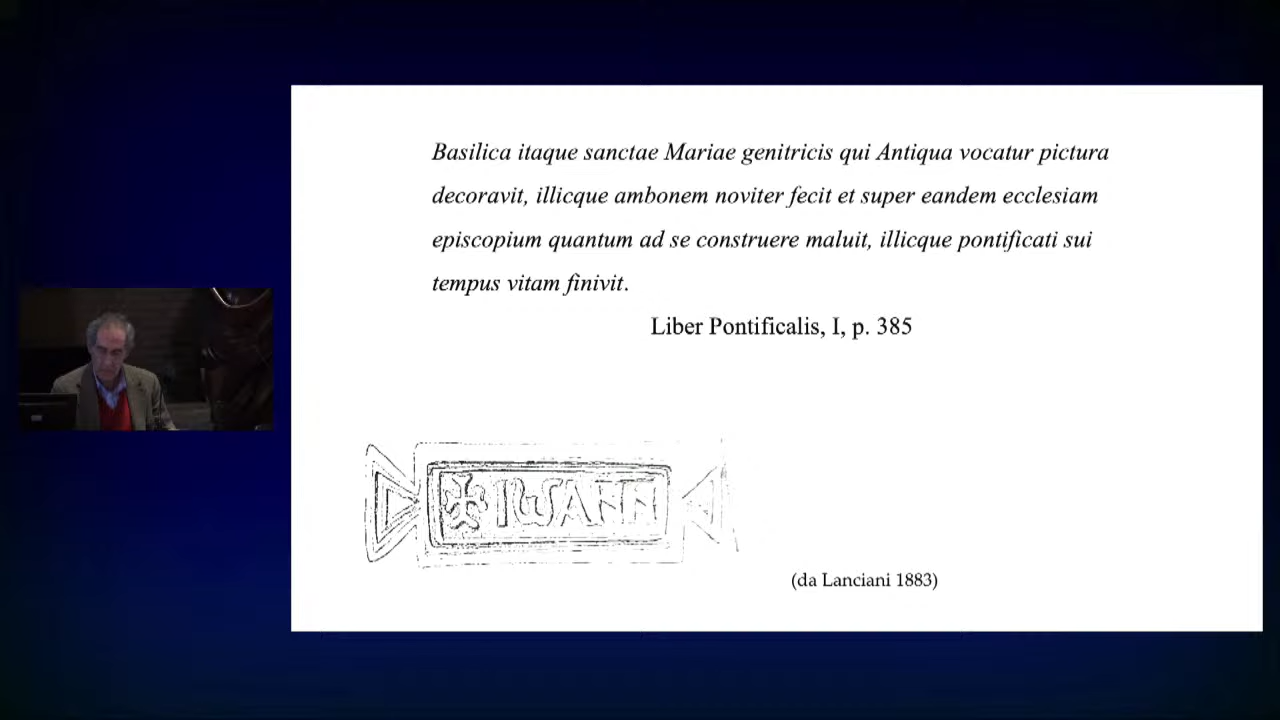 Basilica itaque sanctae Mariae genitricis qui Antiqua vocatur pictura
decoravit, illicque ambonem noviter fecit et super eandem ecclesiam
episcopium quantum ad se construere maluit, illicque pontificati sui
tempus vitam finivit.
Liber Pontificalis, I, p. 385
✠ IѠANN
(da Lanciani 1883)